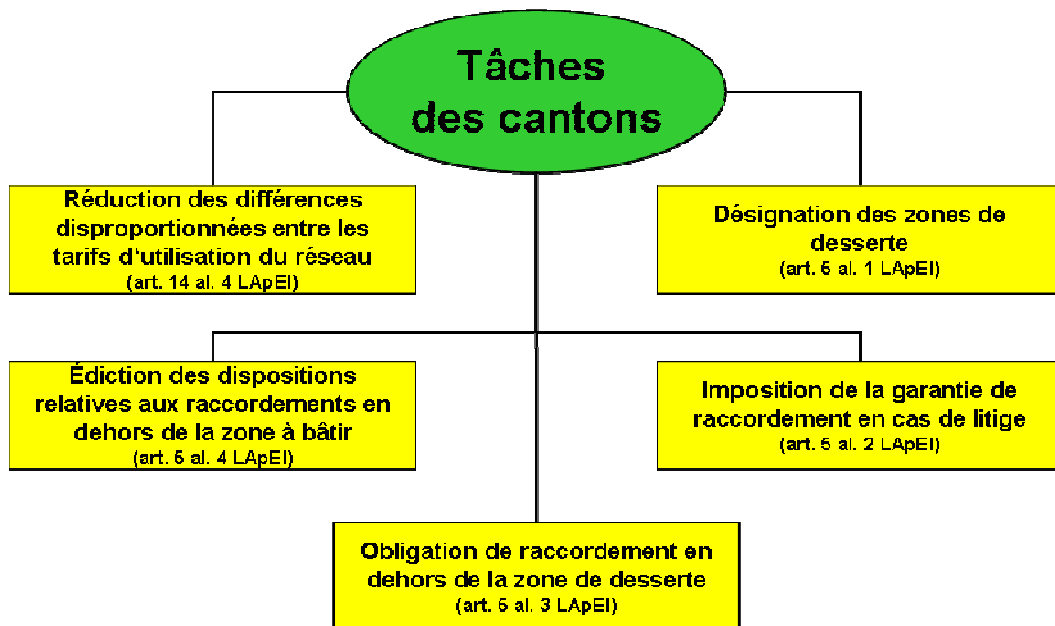 Tâches
des cantons
Réduction des différences
disproportionnées entre les
tarifs d'utilisation du réseau
(art. 14 al. 4 LApEl)
Désignation des zones de
desserte
(art. 5 al. 1 LApEl)
Édiction des dispositions
relatives aux raccordements en
dehors de la zone à bâtir
(art. 5 al. 4 LApEl)
Imposition de la garantie de
raccordement en cas de litige
(art. 5 al. 2 LApEl)
Obligation de raccordement en
dehors de la zone de desserte
(art. 5 al. 3 LApEl)